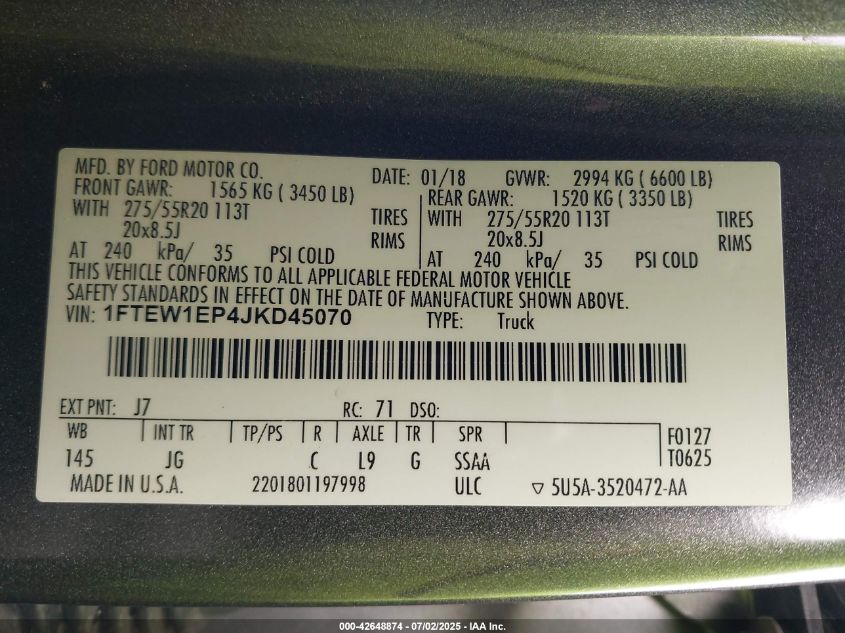 MFD. BY FORD MOTOR CO. DATE: 01/18 GVWR: 2994 KG ( 6600 LB)
FRONT GAWR: 1565 KG ( 3450 LB) REAR GAWR: 1520 KG ( 3350 LB)
WITH 275/55R20 113T TIRES WITH 275/55R20 113T TIRES
20x8.5J RIMS 20x8.5J RIMS
AT 240 kPa/ 35 PSI COLD AT 240 kPa/ 35 PSI COLD
THIS VEHICLE CONFORMS TO ALL APPLICABLE FEDERAL MOTOR VEHICLE
SAFETY STANDARDS IN EFFECT ON THE DATE OF MANUFACTURE SHOWN ABOVE.
VIN: 1FTEW1EP4JKD45070 TYPE: Truck
EXT PNT: J7 RC: 71 DSO:
WB INT TR TP/PS R AXLE TR SPR F0127
145 JG C L9 G SSAA T0625
MADE IN U.S.A. 2201801197998 ULC ▽ 5U5A-3520472-AA
000-42648874 - 07/02/2025 - IAA Inc.